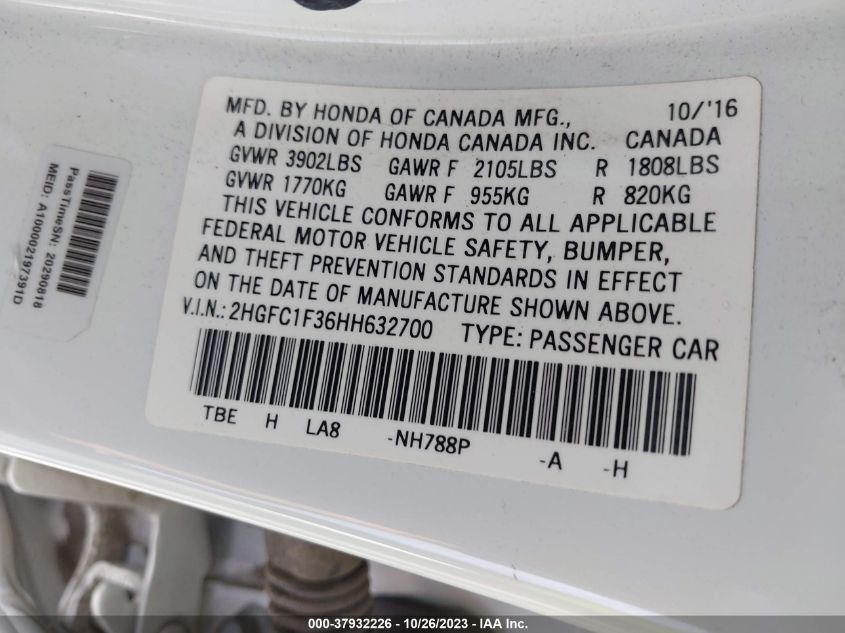 MFD. BY HONDA OF CANADA MFG., 10/'16
A DIVISION OF HONDA CANADA INC. CANADA
GVWR 3902LBS GAWR F 2105LBS R 1808LBS
GVWR 1770KG GAWR F 955KG R 820KG
THIS VEHICLE CONFORMS TO ALL APPLICABLE
FEDERAL MOTOR VEHICLE SAFETY, BUMPER,
AND THEFT PREVENTION STANDARDS IN EFFECT
ON THE DATE OF MANUFACTURE SHOWN ABOVE.
V.I.N.: 2HGFC1F36HH632700 TYPE: PASSENGER CAR
TBE H LA8 -NH788P -A -H
PassTimeSN: 20290818
MEID: A100002197391D
000-37932226 - 10/26/2023 - IAA Inc.